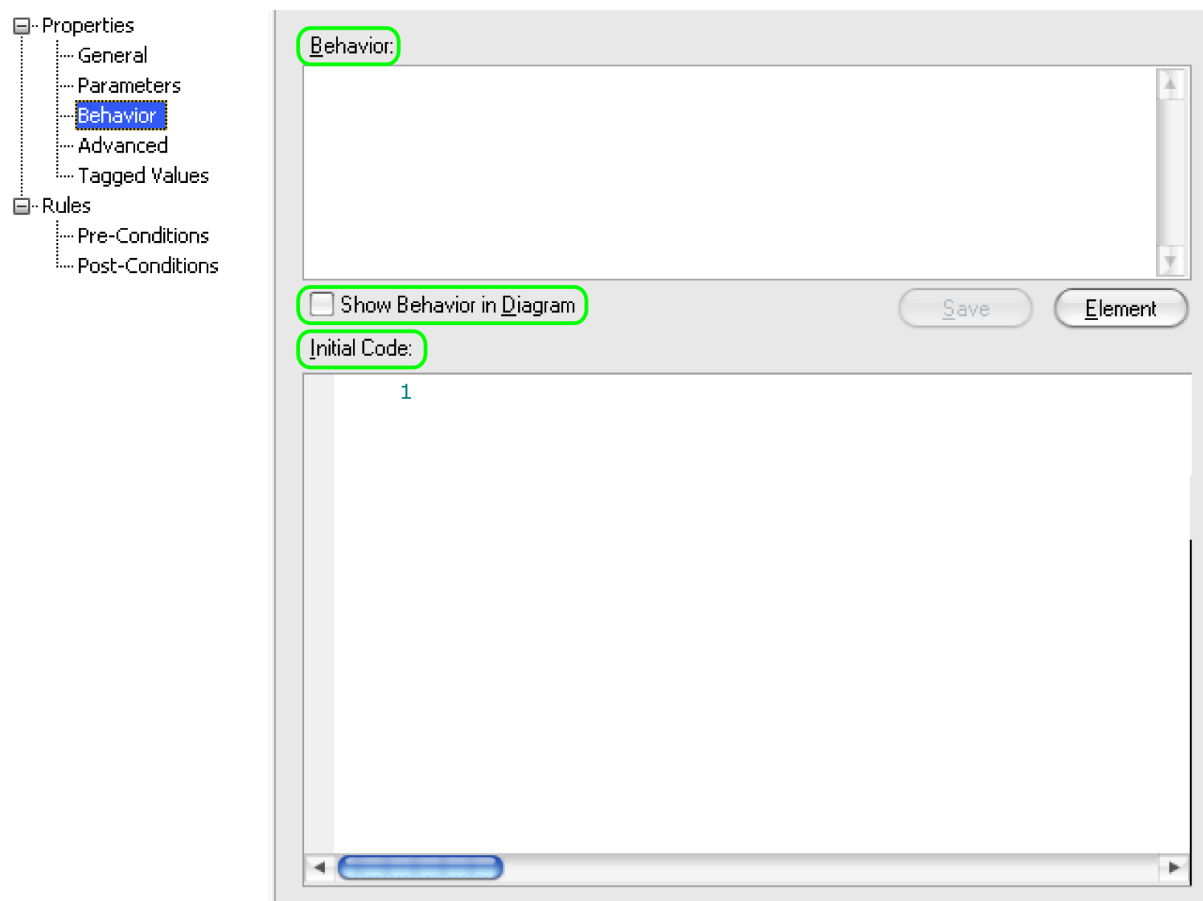 Properties
General
Parameters
Behavior
Advanced
Tagged Values
Rules
Pre-Conditions
Post-Conditions
Behavior:
Show Behavior in Diagram
Save
Element
Initial Code:
1